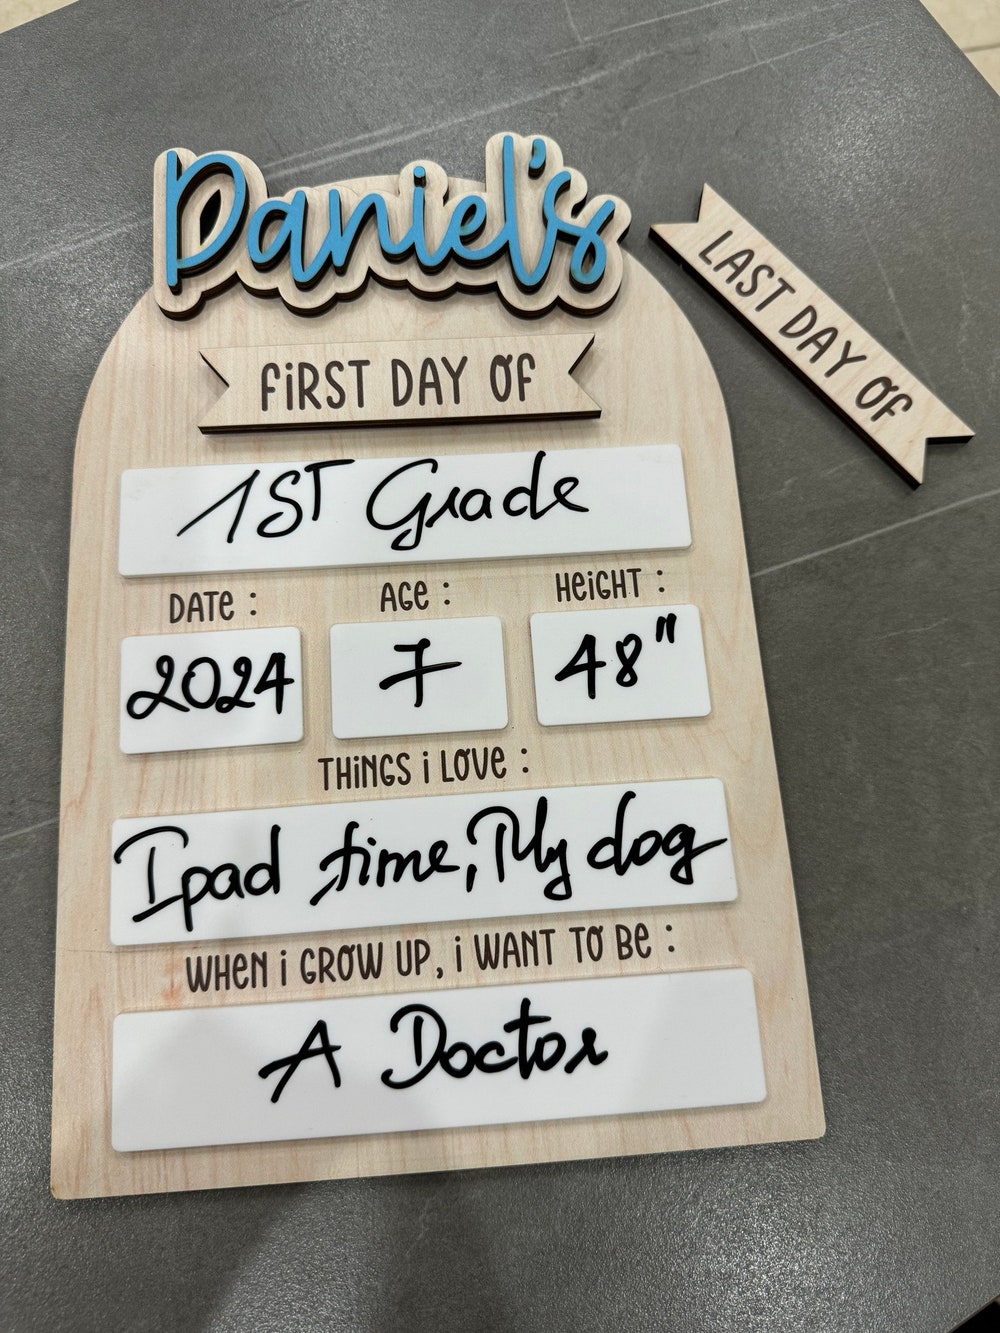 Daniel's
FiRST DAY OF
LAST DAY OF
1ST Grade
DATE :
AGE :
HEiGHT :
2024
7
48"
THiNGS i LOVE :
Ipad time, My dog
WHEN i GROW UP, i WANT TO BE :
A Doctor